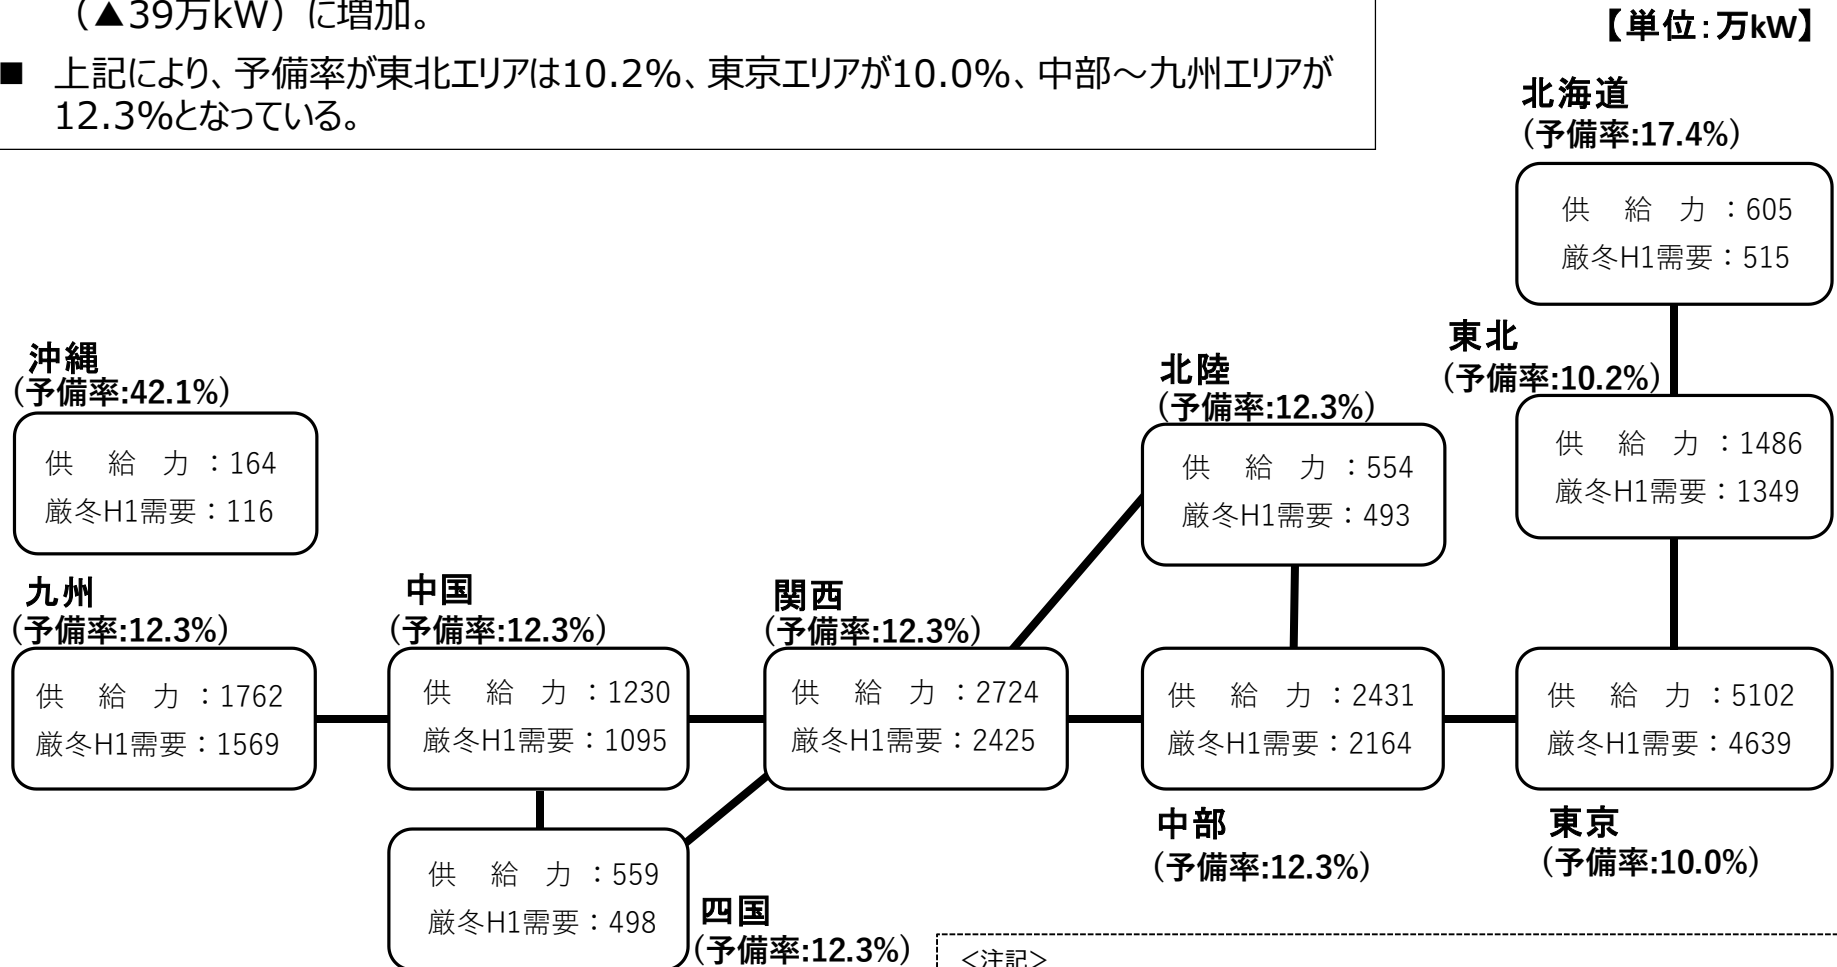 （▲39万kW）に増加。
■ 上記により、予備率が東北エリアは10.2%、東京エリアが10.0%、中部～九州エリアが
12.3%となっている。
【単位：万kW】
北海道
(予備率:17.4%)
供　給　力：605
厳冬H1需要：515
東北
(予備率:10.2%)
供　給　力：1486
厳冬H1需要：1349
沖縄
(予備率:42.1%)
供　給　力：164
厳冬H1需要：116
北陸
(予備率:12.3%)
供　給　力：554
厳冬H1需要：493
九州
(予備率:12.3%)
供　給　力：1762
厳冬H1需要：1569
中国
(予備率:12.3%)
供　給　力：1230
厳冬H1需要：1095
関西
(予備率:12.3%)
供　給　力：2724
厳冬H1需要：2425
供　給　力：2431
厳冬H1需要：2164
中部
(予備率:12.3%)
供　給　力：5102
厳冬H1需要：4639
東京
(予備率:10.0%)
供　給　力：559
厳冬H1需要：498
四国
(予備率:12.3%)
＜注記＞